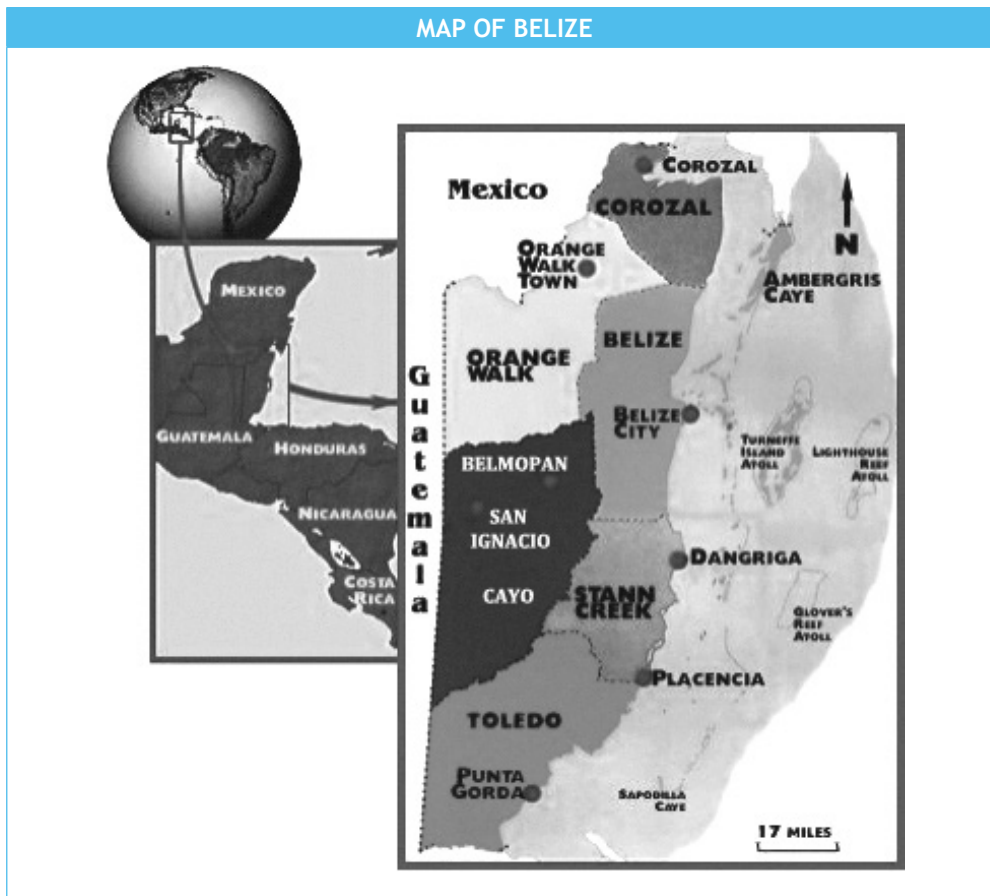 MAP OF BELIZE
MEXICO
GUATEMALA
HONDURAS
NICARAGUA
COSTA
RICA
Mexico
COROZAL
COROZAL
N
ORANGE
WALK
TOWN
AMBERGRIS
CAYE
BELIZE
ORANGE
WALK
Guatemala
BELIZE
CITY
TURNEFFE
ISLAND
ATOLL
LIGHTHOUSE
REEF
ATOLL
BELMOPAN
SAN
IGNACIO
DANGRIGA
CAYO
STANN
CREEK
GLOVER'S
REEF
ATOLL
PLACENCIA
TOLEDO
PUNTA
GORDA
SAPODILLA
CAYE
17 MILES